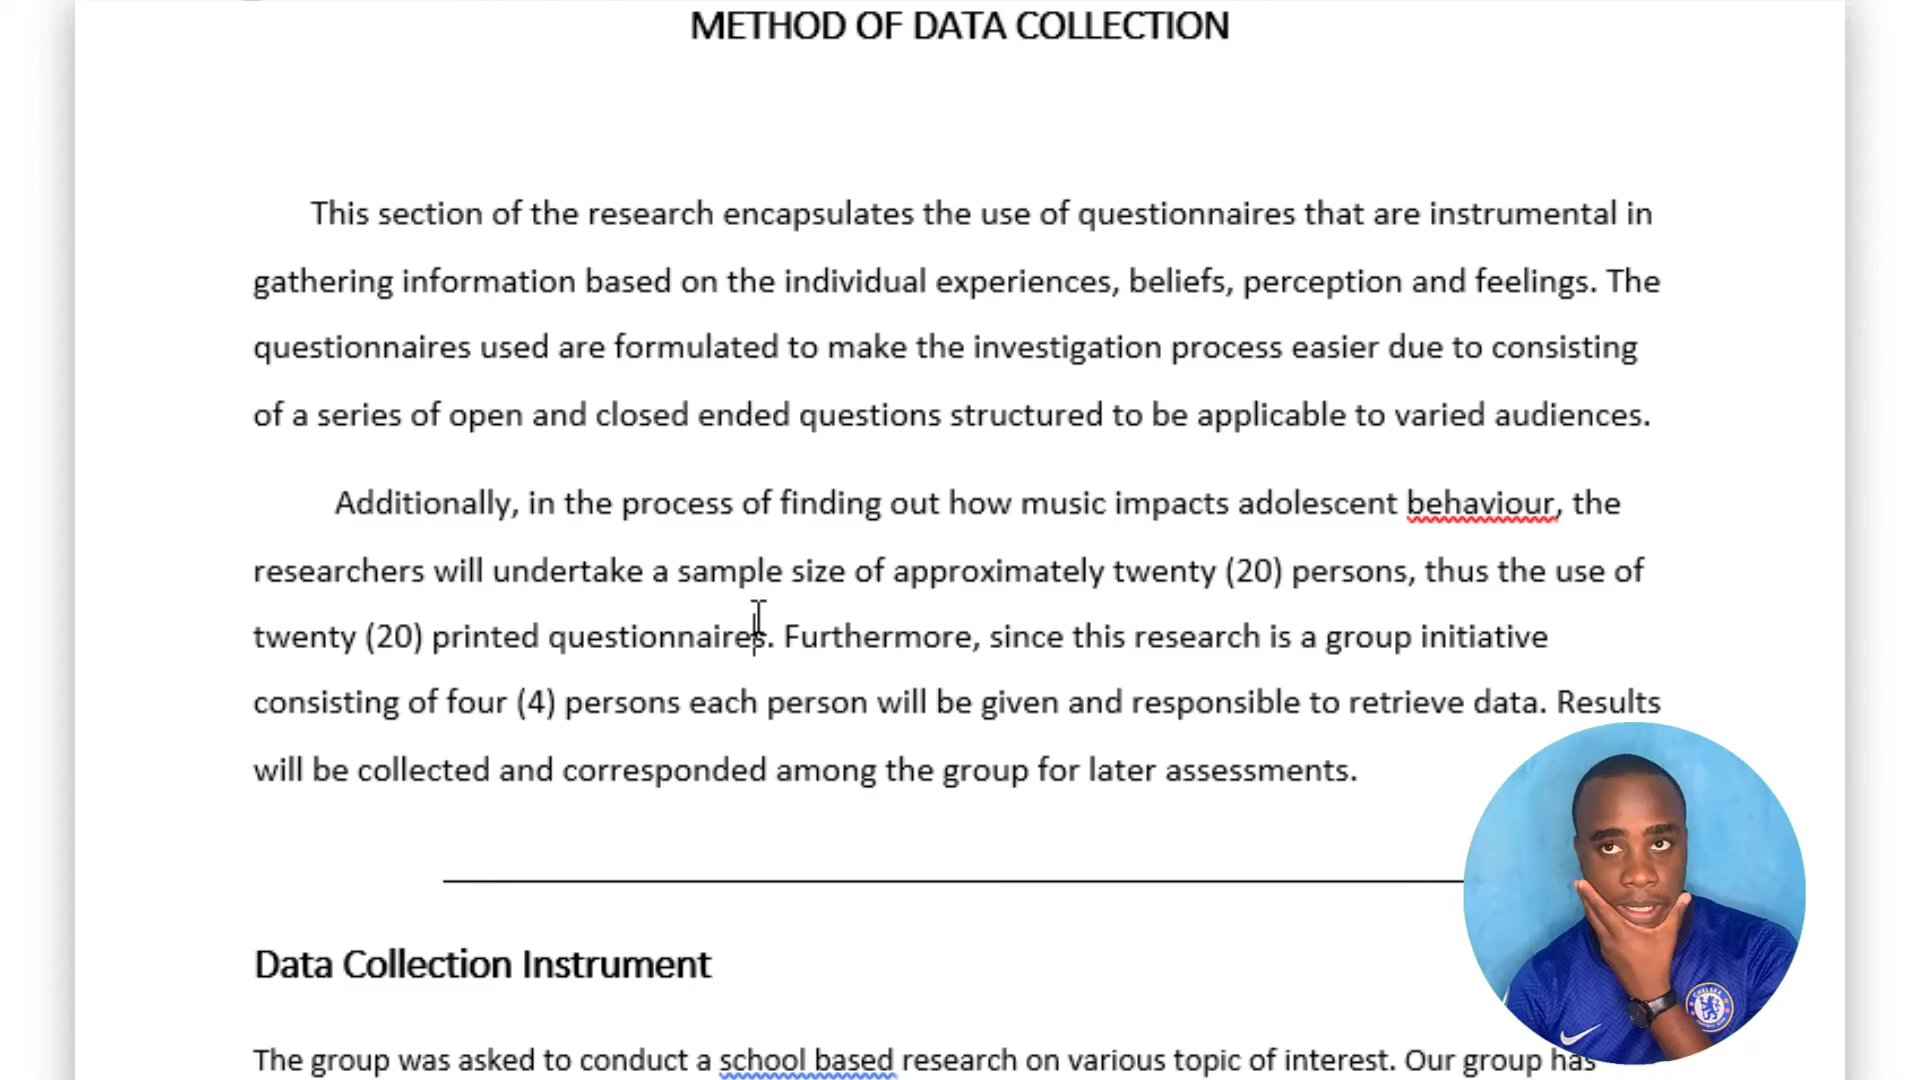 METHOD OF DATA COLLECTION
This section of the research encapsulates the use of questionnaires that are instrumental in
gathering information based on the individual experiences, beliefs, perception and feelings. The
questionnaires used are formulated to make the investigation process easier due to consisting
of a series of open and closed ended questions structured to be applicable to varied audiences.
Additionally, in the process of finding out how music impacts adolescent behaviour, the
researchers will undertake a sample size of approximately twenty (20) persons, thus the use of
twenty (20) printed questionnaires. Furthermore, since this research is a group initiative
consisting of four (4) persons each person will be given and responsible to retrieve data. Results
will be collected and corresponded among the group for later assessments.
Data Collection Instrument
The group was asked to conduct a school based research on various topic of interest. Our group has
CHELSEA